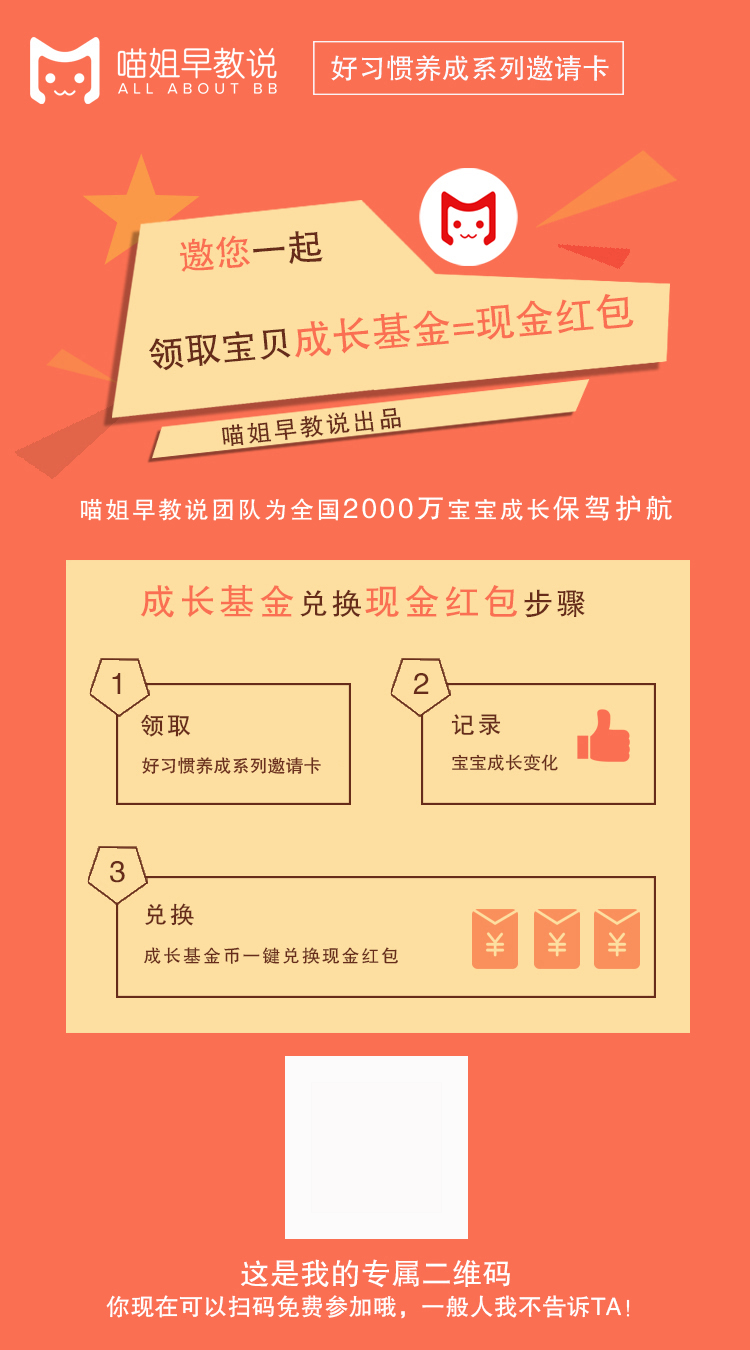 喵姐早教说
ALL ABOUT BB
好习惯养成系列邀请卡
邀您一起
领取宝贝成长基金=现金红包
喵姐早教说出品
喵姐早教说团队为全国2000万宝宝成长保驾护航
成长基金兑换现金红包步骤
1
领取
好习惯养成系列邀请卡
2
记录
宝宝成长变化
3
兑换
成长基金币一键兑换现金红包
¥ ¥ ¥
这是我的专属二维码
你现在可以扫码免费参加哦，一般人我不告诉TA！